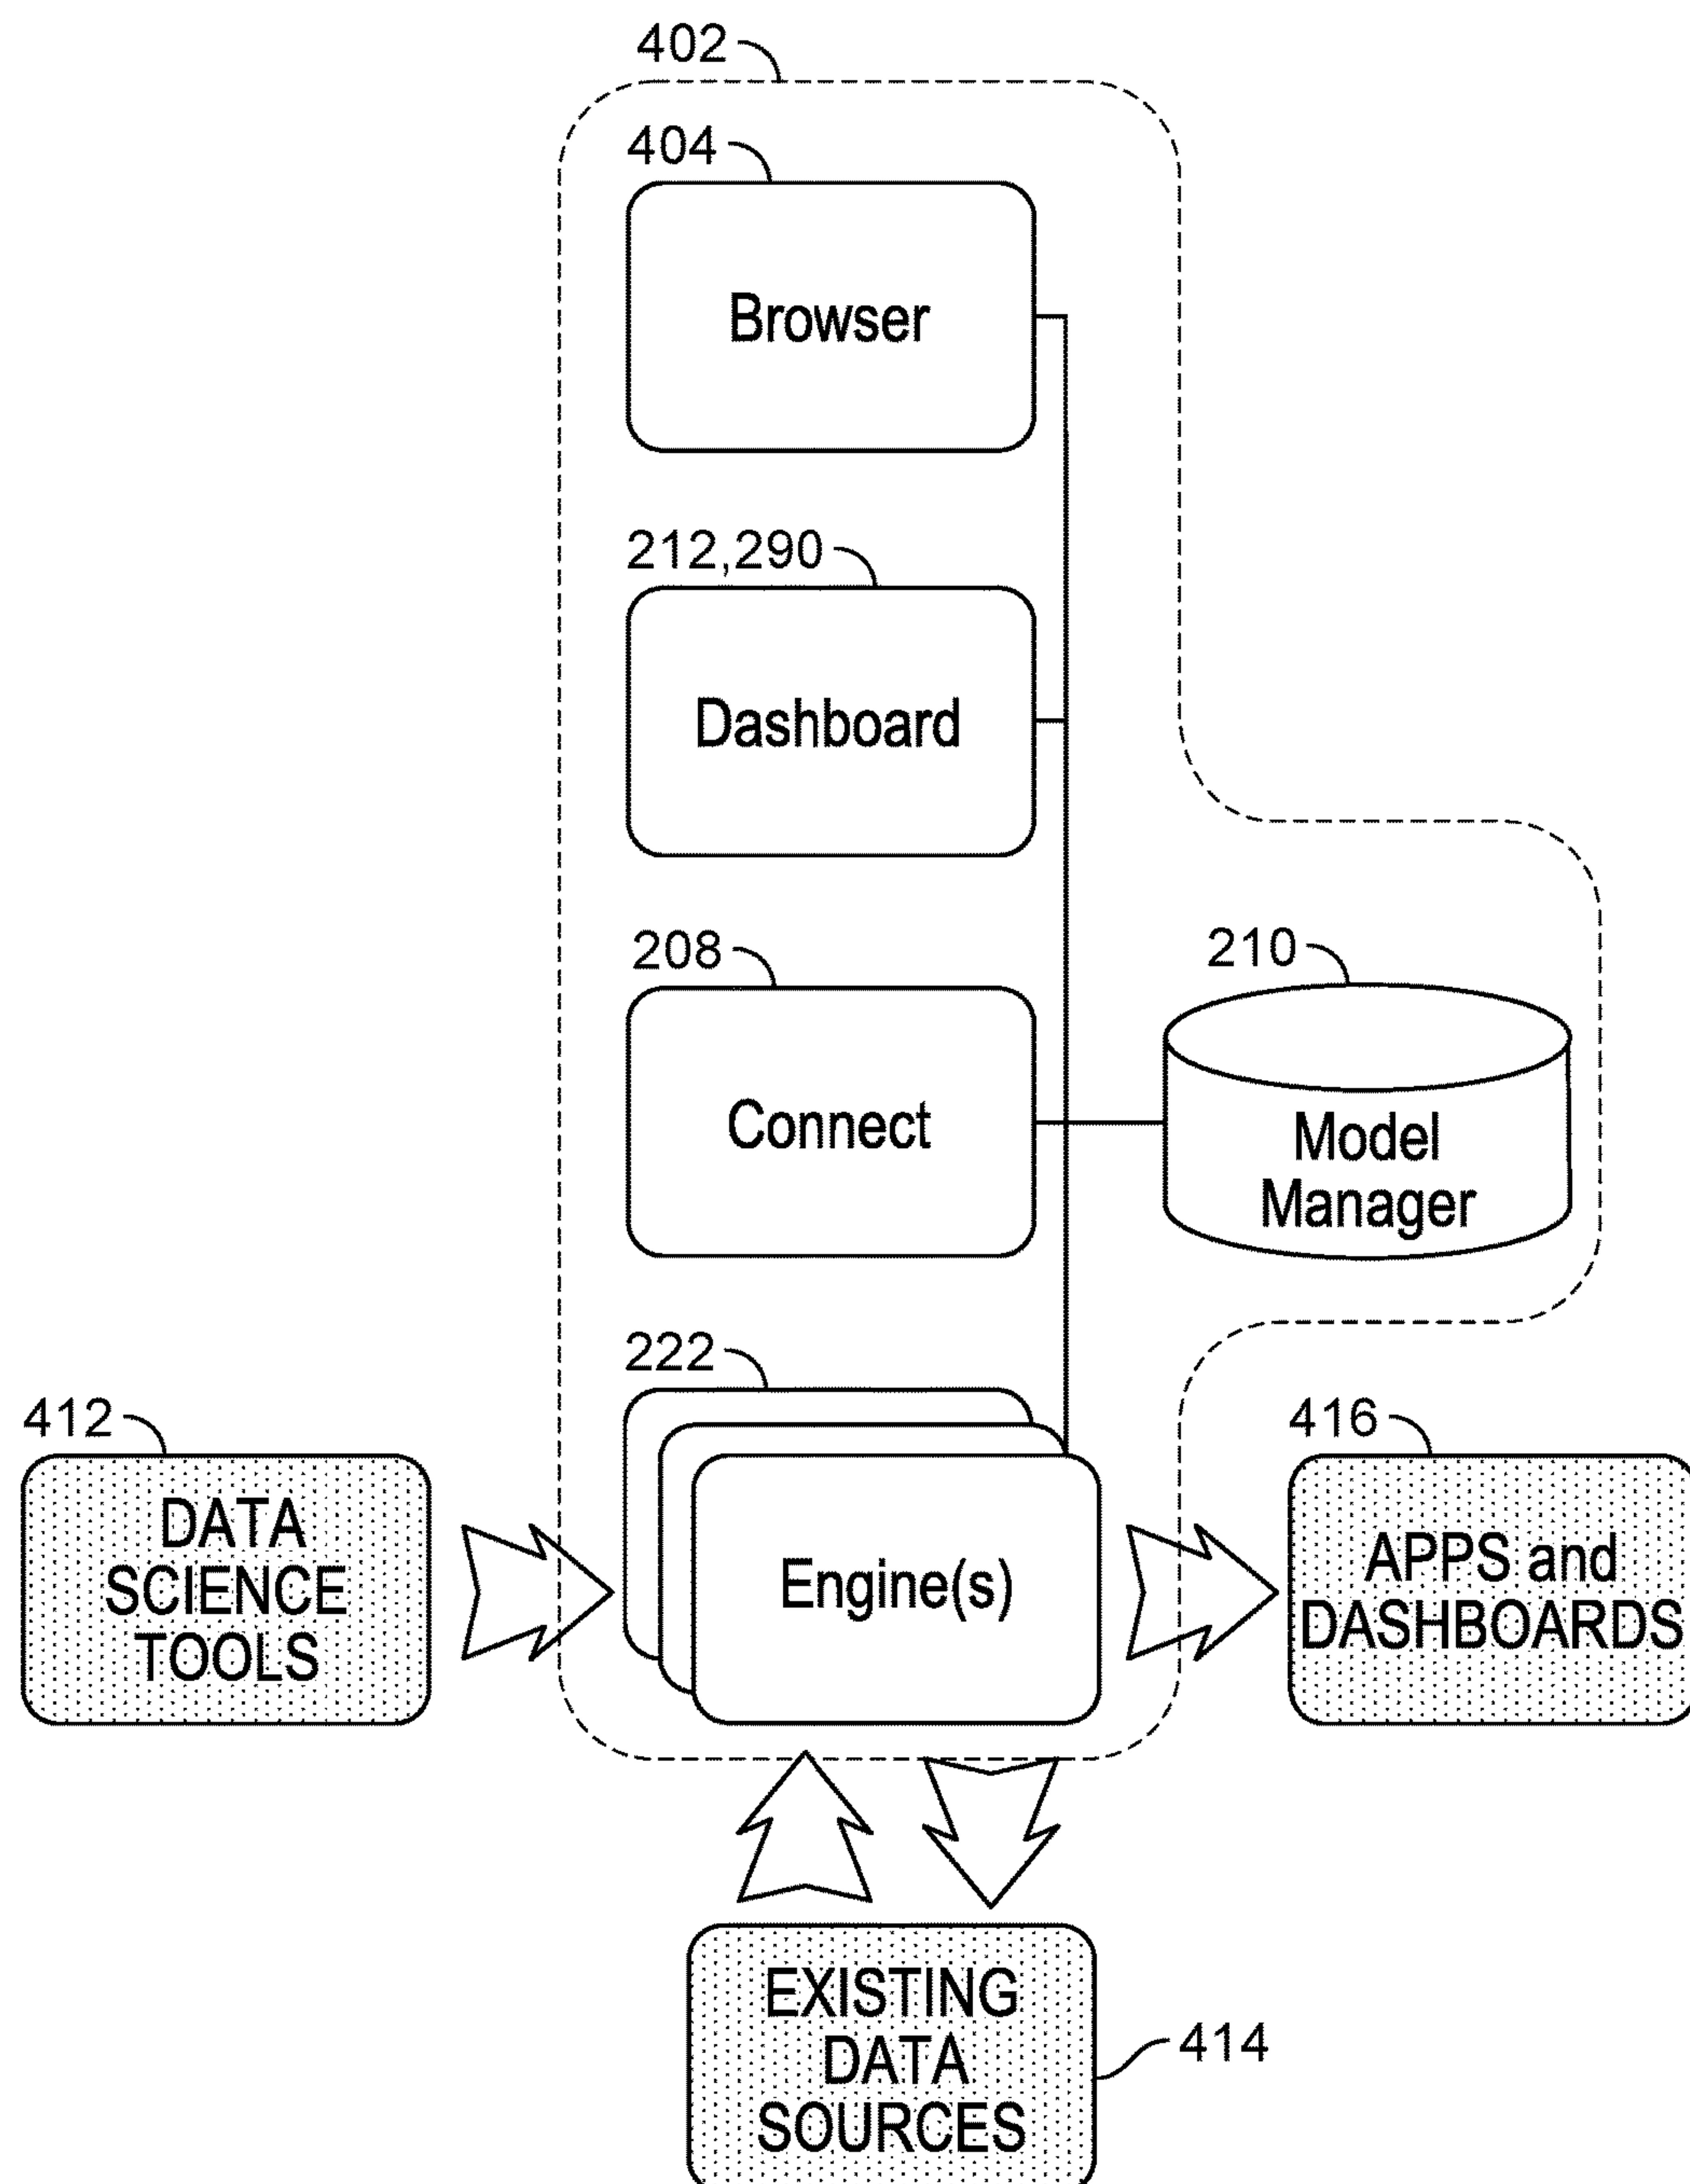 402
404
Browser
212,290
Dashboard
208
Connect
210
Model
Manager
222
Engine(s)
412
DATA
SCIENCE
TOOLS
416
APPS and
DASHBOARDS
EXISTING
DATA
SOURCES
414